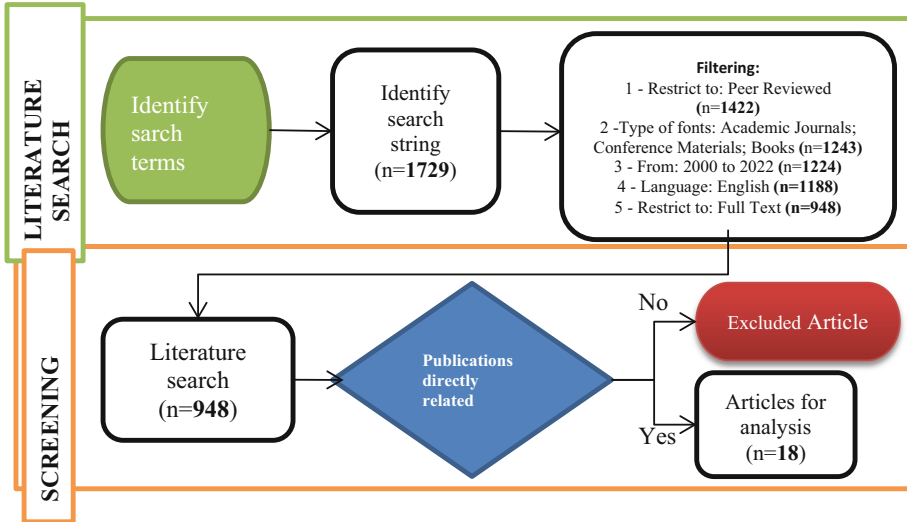 LITERATURE
SEARCH
Identify
sarch
terms
Identify
search
string
(n=1729)
Filtering:
1 - Restrict to: Peer Reviewed
(n=1422)
2 -Type of fonts: Academic Journals;
Conference Materials; Books (n=1243)
3 - From: 2000 to 2022 (n=1224)
4 - Language: English (n=1188)
5 - Restrict to: Full Text (n=948)
SCREENING
Literature
search
(n=948)
Publications
directly
related
No
Excluded Article
Yes
Articles for
analysis
(n=18)